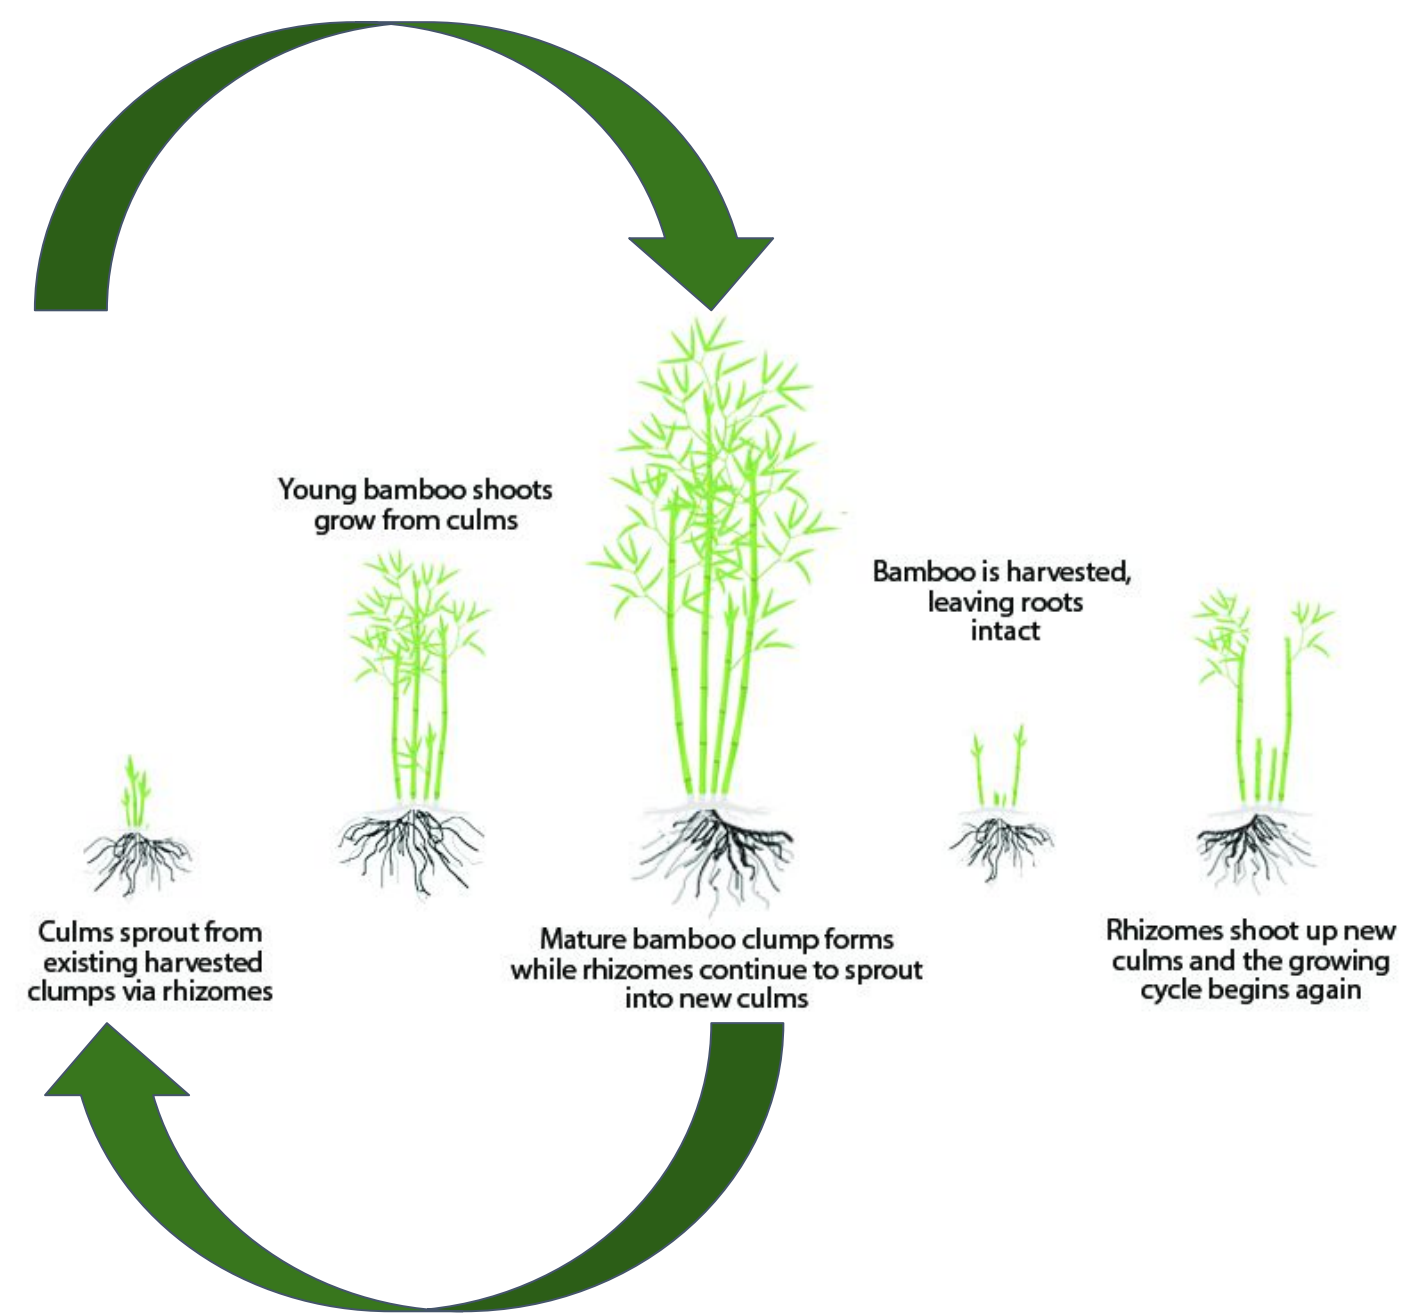 Young bamboo shoots
grow from culms
Bamboo is harvested,
leaving roots
intact
Culms sprout from
existing harvested
clumps via rhizomes
Mature bamboo clump forms
while rhizomes continue to sprout
into new culms
Rhizomes shoot up new
culms and the growing
cycle begins again